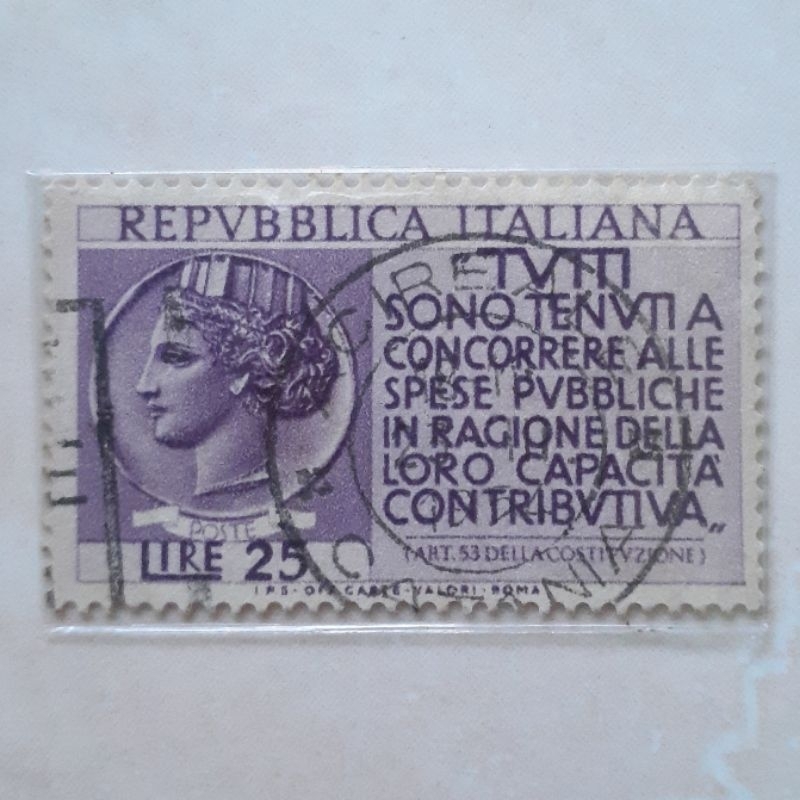 REPVBBLICA ITALIANA
"TVTTI
SONO TENVTI A
CONCORRERE ALLE
SPESE PVBBLICHE
IN RAGIONE DELLA
LORO CAPACITÀ
CONTRIBVTIVA„
(ART. 53 DELLA COSTITVZIONE)
POSTE
LIRE 25
I.P.S. - OFF. CARTE - VALORI - ROMA
CATANIA